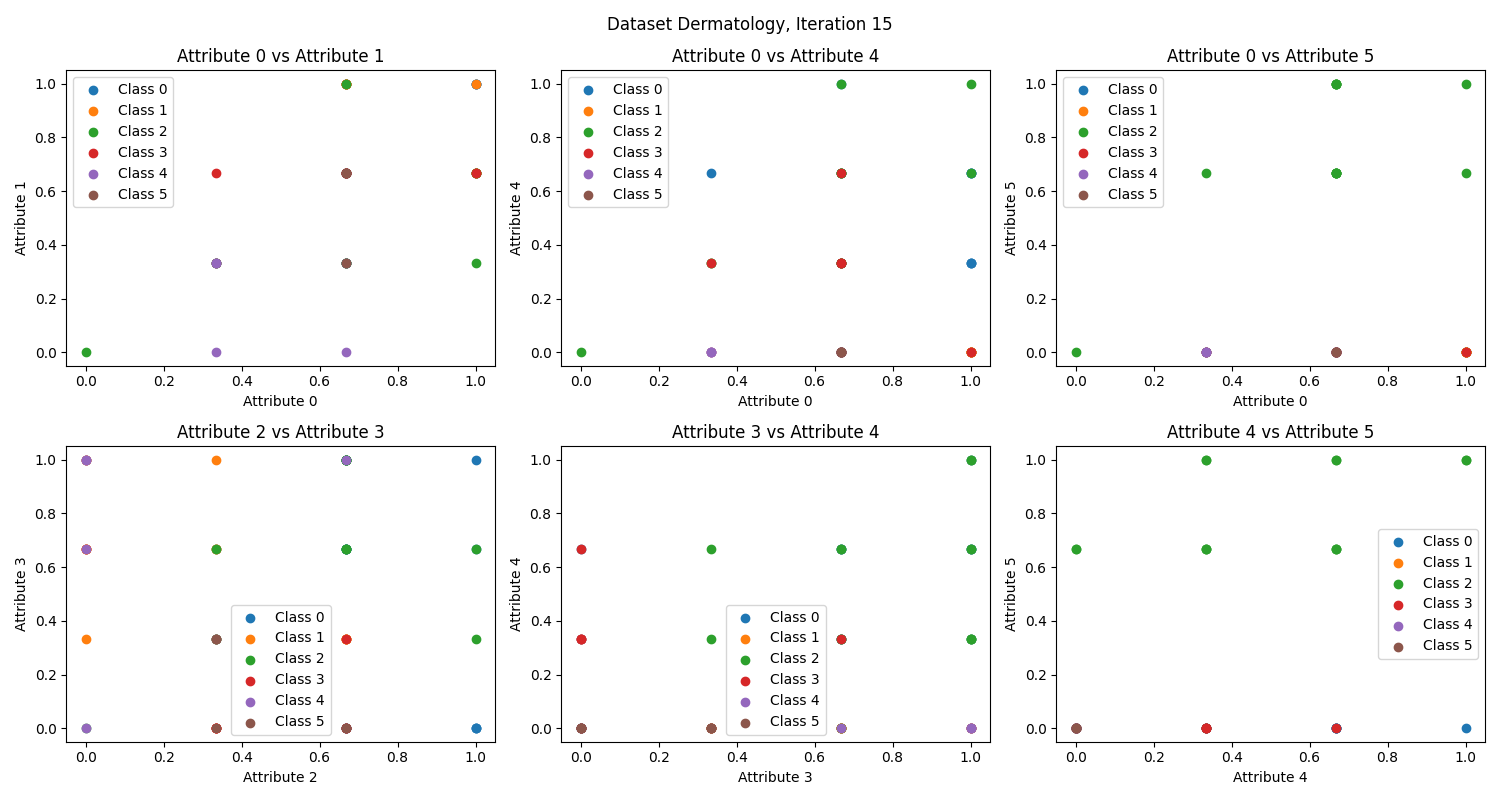 Dataset Dermatology, Iteration 15
Attribute 0 vs Attribute 1
1.0
0.8
0.6
0.4
0.2
0.0
Attribute 1
Class 0
Class 1
Class 2
Class 3
Class 4
Class 5
0.0 0.2 0.4 0.6 0.8 1.0
Attribute 0
Attribute 0 vs Attribute 4
1.0
0.8
0.6
0.4
0.2
0.0
Attribute 4
Class 0
Class 1
Class 2
Class 3
Class 4
Class 5
0.0 0.2 0.4 0.6 0.8 1.0
Attribute 0
Attribute 0 vs Attribute 5
1.0
0.8
0.6
0.4
0.2
0.0
Attribute 5
Class 0
Class 1
Class 2
Class 3
Class 4
Class 5
0.0 0.2 0.4 0.6 0.8 1.0
Attribute 0
Attribute 2 vs Attribute 3
1.0
0.8
0.6
0.4
0.2
0.0
Attribute 3
Class 0
Class 1
Class 2
Class 3
Class 4
Class 5
0.0 0.2 0.4 0.6 0.8 1.0
Attribute 2
Attribute 3 vs Attribute 4
1.0
0.8
0.6
0.4
0.2
0.0
Attribute 4
Class 0
Class 1
Class 2
Class 3
Class 4
Class 5
0.0 0.2 0.4 0.6 0.8 1.0
Attribute 3
Attribute 4 vs Attribute 5
1.0
0.8
0.6
0.4
0.2
0.0
Attribute 5
Class 0
Class 1
Class 2
Class 3
Class 4
Class 5
0.0 0.2 0.4 0.6 0.8 1.0
Attribute 4